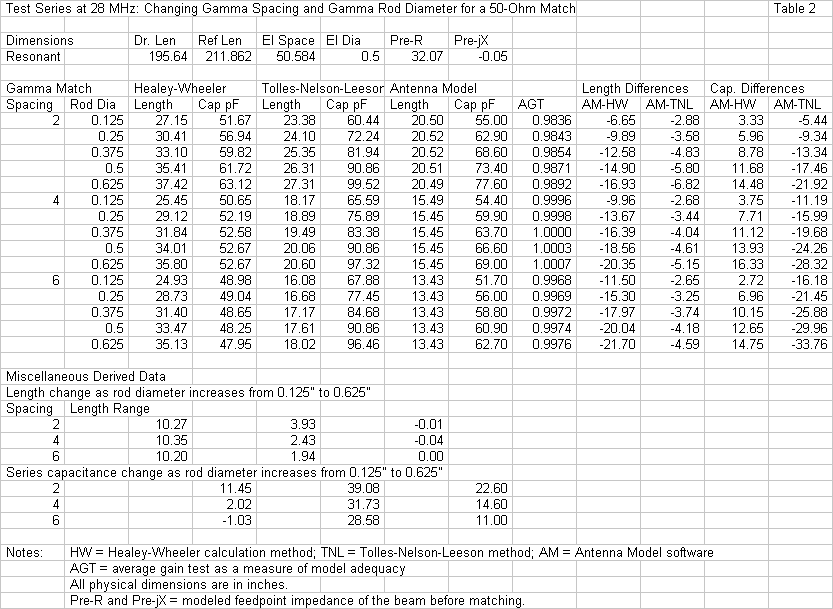 Test Series at 28 MHz: Changing Gamma Spacing and Gamma Rod Diameter for a 50-Ohm Match Table 2
Dimensions Dr. Len Ref Len El Space El Dia Pre-R Pre-jX
Resonant 195.64 211.862 50.584 0.5 32.07 -0.05
Gamma Match Healey-Wheeler Tolles-Nelson-Leeson Antenna Model Length Differences Cap. Differences
Spacing Rod Dia Length Cap pF Length Cap pF Length Cap pF AGT AM-HW AM-TNL AM-HW AM-TNL
2 0.125 27.15 51.67 23.38 60.44 20.50 55.00 0.9836 -6.65 -2.88 3.33 -5.44
0.25 30.41 56.94 24.10 72.24 20.52 62.90 0.9843 -9.89 -3.58 5.96 -9.34
0.375 33.10 59.82 25.35 81.94 20.52 68.60 0.9854 -12.58 -4.83 8.78 -13.34
0.5 35.41 61.72 26.31 90.86 20.51 73.40 0.9871 -14.90 -5.80 11.68 -17.46
0.625 37.42 63.12 27.31 99.52 20.49 77.60 0.9892 -16.93 -6.82 14.48 -21.92
4 0.125 25.45 50.65 18.17 65.59 15.49 54.40 0.9996 -9.96 -2.68 3.75 -11.19
0.25 29.12 52.19 18.89 75.89 15.45 59.90 0.9998 -13.67 -3.44 7.71 -15.99
0.375 31.84 52.58 19.49 83.38 15.45 63.70 1.0000 -16.39 -4.04 11.12 -19.68
0.5 34.01 52.67 20.06 90.86 15.45 66.60 1.0003 -18.56 -4.61 13.93 -24.26
0.625 35.80 52.67 20.60 97.32 15.45 69.00 1.0007 -20.35 -5.15 16.33 -28.32
6 0.125 24.93 48.98 16.08 67.88 13.43 51.70 0.9968 -11.50 -2.65 2.72 -16.18
0.25 28.73 49.04 16.68 77.45 13.43 56.00 0.9969 -15.30 -3.25 6.96 -21.45
0.375 31.40 48.65 17.17 84.68 13.43 58.80 0.9972 -17.97 -3.74 10.15 -25.88
0.5 33.47 48.25 17.61 90.86 13.43 60.90 0.9974 -20.04 -4.18 12.65 -29.96
0.625 35.13 47.95 18.02 96.46 13.43 62.70 0.9976 -21.70 -4.59 14.75 -33.76
Miscellaneous Derived Data
Length change as rod diameter increases from 0.125" to 0.625"
Spacing Length Range
2 10.27 3.93 -0.01
4 10.35 2.43 -0.04
6 10.20 1.94 0.00
Series capacitance change as rod diameter increases from 0.125" to 0.625"
2 11.45 39.08 22.60
4 2.02 31.73 14.60
6 -1.03 28.58 11.00
Notes: HW = Healey-Wheeler calculation method; TNL = Tolles-Nelson-Leeson method; AM = Antenna Model software
AGT = average gain test as a measure of model adequacy
All physical dimensions are in inches.
Pre-R and Pre-jX = modeled feedpoint impedance of the beam before matching.